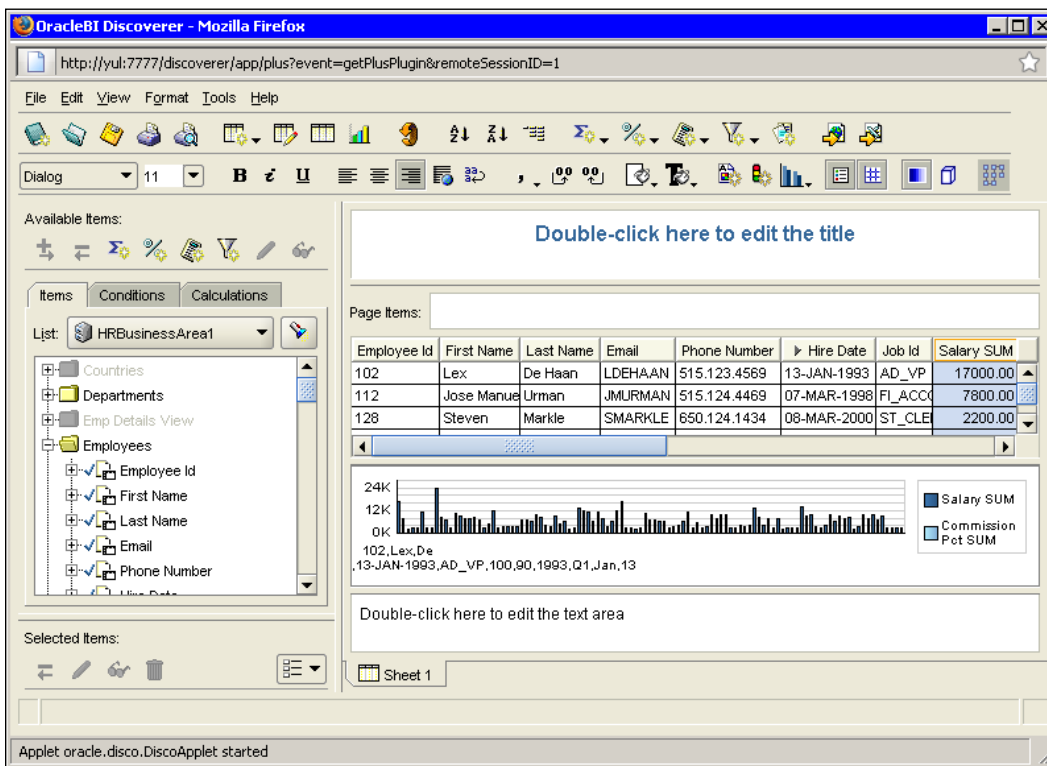 OracleBI Discoverer - Mozilla Firefox
http://yul:7777/discoverer/app/plus?event=getPlusPlugin&remoteSessionID=1
File Edit View Format Tools Help
Dialog 11 B i U
Available Items:
Items Conditions Calculations
List: HRBusinessArea1
Countries
Departments
Emp Details View
Employees
Employee Id
First Name
Last Name
Email
Phone Number
Hire Date
Selected Items:
Double-click here to edit the title
Page Items:
Employee Id First Name Last Name Email Phone Number Hire Date Job Id Salary SUM
102 Lex De Haan LDEHAAN 515.123.4569 13-JAN-1993 AD_VP 17000.00
112 Jose Manue Urman JMURMAN 515.124.4469 07-MAR-1998 FI_ACC 7800.00
128 Steven Markle SMARKLE 650.124.1434 08-MAR-2000 ST_CLE 2200.00
24K
12K
0K
102,Lex,De
,13-JAN-1993,AD_VP,100,90,1993,Q1,Jan,13
Salary SUM
Commission
Pct SUM
Double-click here to edit the text area
Sheet 1
Applet oracle.disco.DiscoApplet started